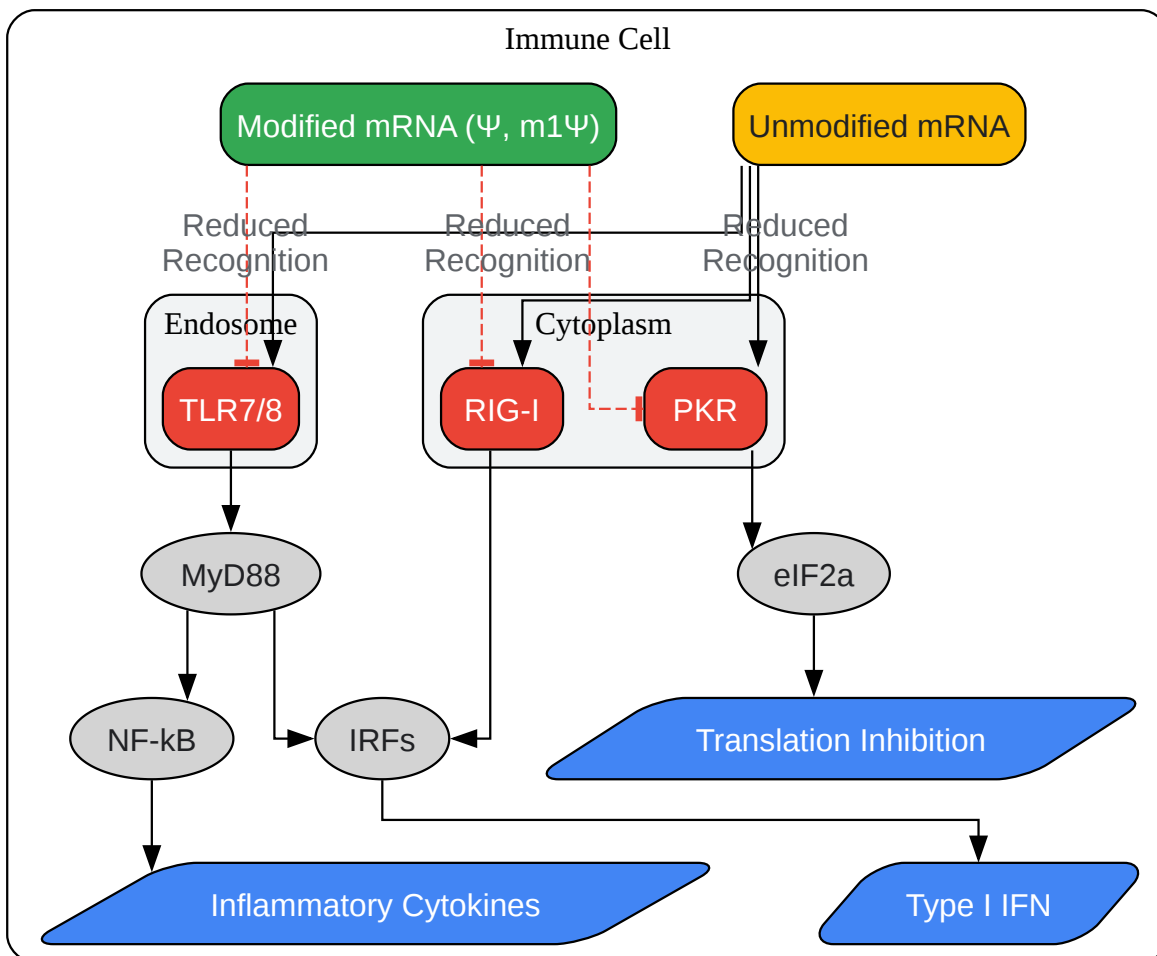 Immune Cell
Modified mRNA (Ψ, m1Ψ)
Unmodified mRNA
Reduced
Recognition
Reduced
Recognition
Reduced
Recognition
Endosome
Cytoplasm
TLR7/8
RIG-I
PKR
MyD88
eIF2a
NF-kB
IRFs
Translation Inhibition
Inflammatory Cytokines
Type I IFN